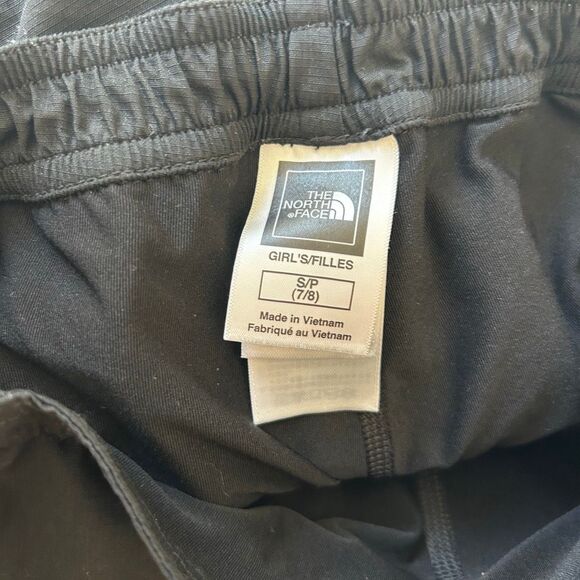 THE
NORTH
®FACE
GIRL'S/FILLES
S/P
(7/8)
Made in Vietnam
Fabriqué au Vietnam